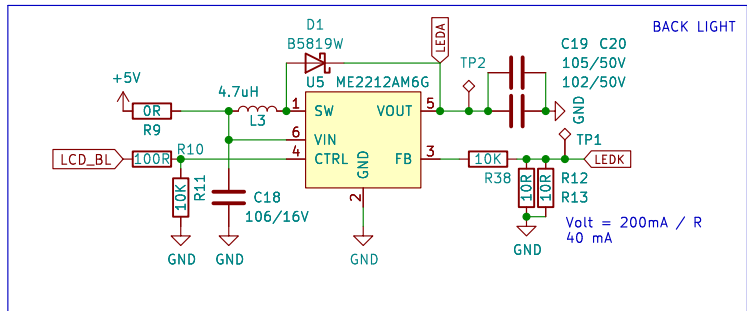 BACK LIGHT
D1
B5819W
LEDA
C19 C20
105/50V
102/50V
TP2
+5V
4.7uH
U5 ME2212AM6G
0R
R9
L3
1
SW
VOUT
5
GND
6
VIN
TP1
LCD_BL
100R
R10
4
CTRL
GND
FB
3
10K
R38
LEDK
10K
R11
C18
106/16V
2
10R
10R
R12
R13
Volt = 200mA / R
40 mA
GND
GND
GND
GND